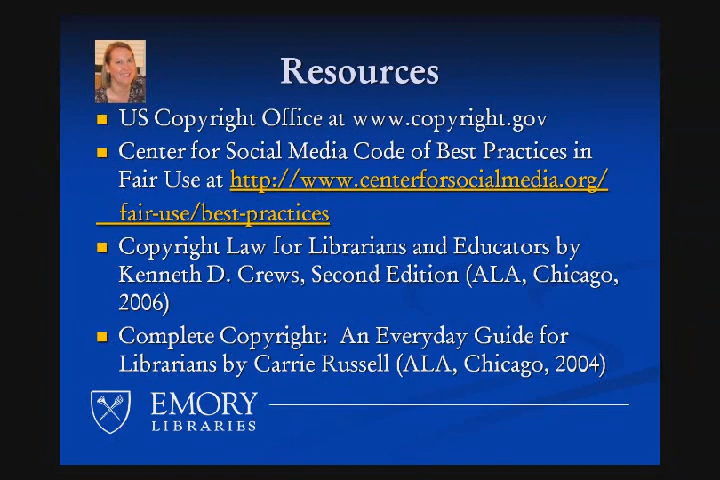 Resources
US Copyright Office at www.copyright.gov
Center for Social Media Code of Best Practices in
Fair Use at http://www.centerforsocialmedia.org/
fair-use/best-practices
Copyright Law for Librarians and Educators by
Kenneth D. Crews, Second Edition (ALA, Chicago,
2006)
Complete Copyright: An Everyday Guide for
Librarians by Carrie Russell (ALA, Chicago, 2004)
EMORY
LIBRARIES